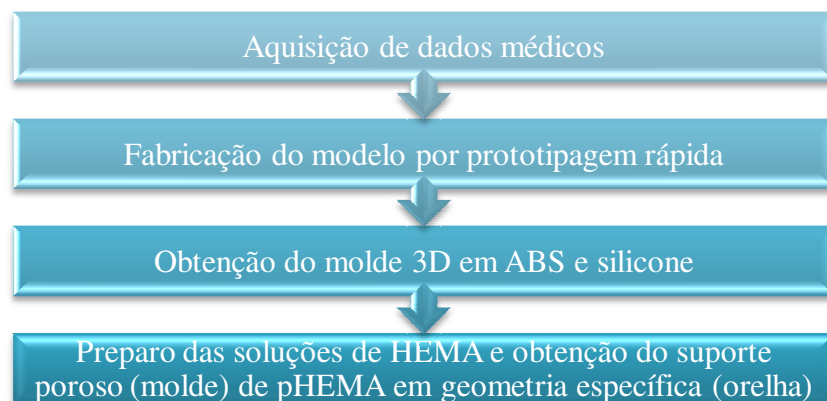 Aquisição de dados médicos
Fabricação do modelo por prototipagem rápida
Obtenção do molde 3D em ABS e silicone
Preparo das soluções de HEMA e obtenção do suporte
poroso (molde) de pHEMA em geometria específica (orelha)